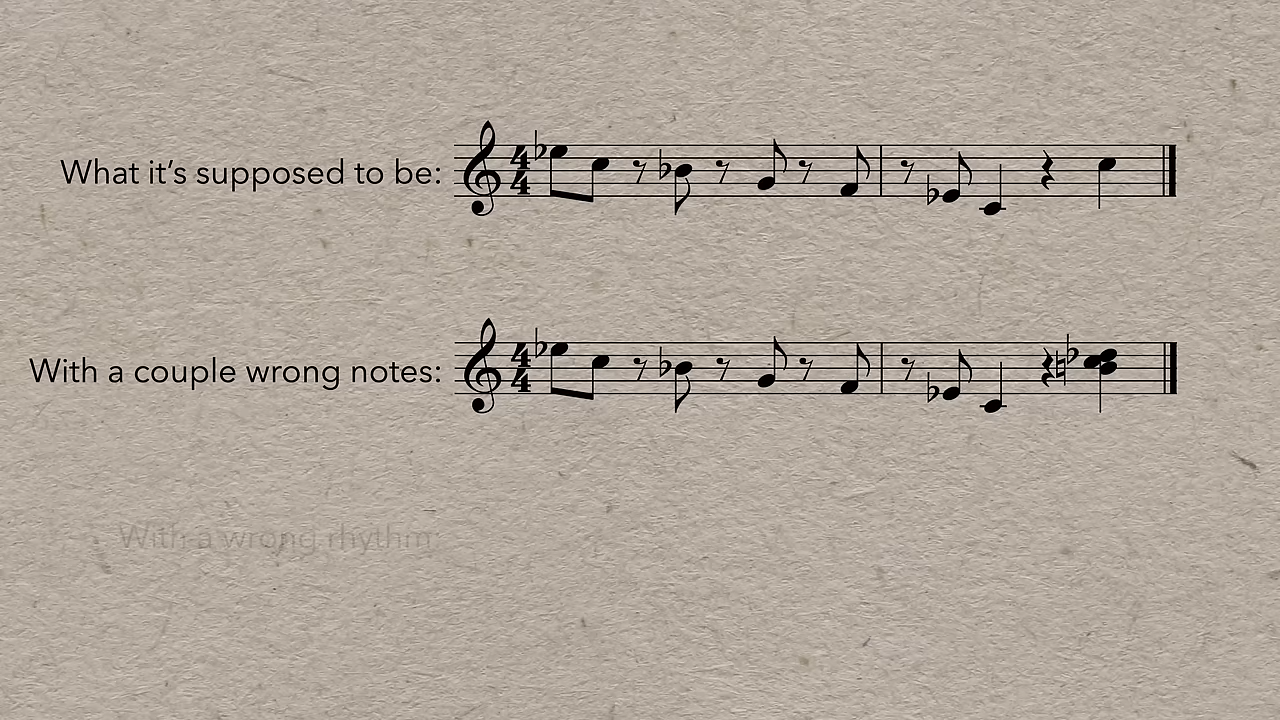 What it's supposed to be:
With a couple wrong notes:
With a wrong rhythm: